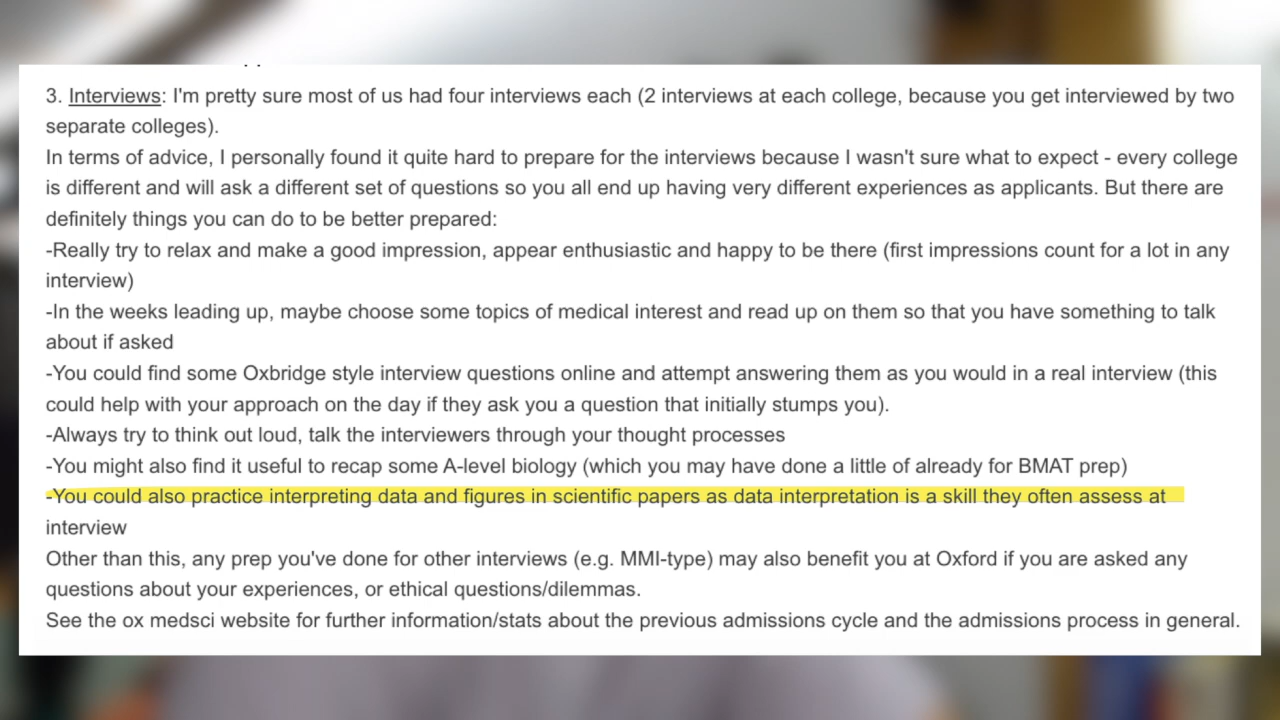 3. Interviews: I'm pretty sure most of us had four interviews each (2 interviews at each college, because you get interviewed by two
separate colleges).
In terms of advice, I personally found it quite hard to prepare for the interviews because I wasn't sure what to expect - every college
is different and will ask a different set of questions so you all end up having very different experiences as applicants. But there are
definitely things you can do to be better prepared:
-Really try to relax and make a good impression, appear enthusiastic and happy to be there (first impressions count for a lot in any
interview)
-In the weeks leading up, maybe choose some topics of medical interest and read up on them so that you have something to talk
about if asked
-You could find some Oxbridge style interview questions online and attempt answering them as you would in a real interview (this
could help with your approach on the day if they ask you a question that initially stumps you).
-Always try to think out loud, talk the interviewers through your thought processes
-You might also find it useful to recap some A-level biology (which you may have done a little of already for BMAT prep)
-You could also practice interpreting data and figures in scientific papers as data interpretation is a skill they often assess at
interview
Other than this, any prep you've done for other interviews (e.g. MMI-type) may also benefit you at Oxford if you are asked any
questions about your experiences, or ethical questions/dilemmas.
See the ox medsci website for further information/stats about the previous admissions cycle and the admissions process in general.